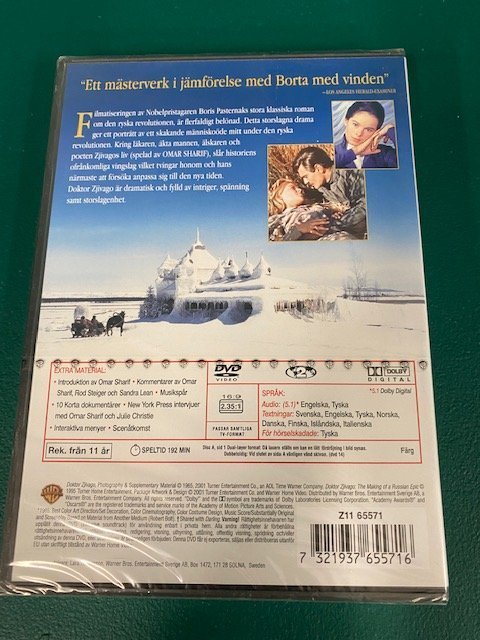 "Ett mästerverk i jämförelse med Borta med vinden"
—LOS ANGELES HERALD-EXAMINER
Filmatiseringen av Nobelpristagaren Boris Pasternaks stora klassiska roman
om den ryska revolutionen, är flerfaldigt belönad. Detta storslagna drama
ger ett porträtt av ett skakande människoöde mitt under den ryska
revolutionen. Kring läkaren, äkta mannen, älskaren och
poeten Zjivagos liv (spelad av OMAR SHARIF), slår historiens
ofrånkomliga vingslag vilket tvingar honom och hans
närmaste att försöka anpassa sig till den nya tiden.
Doktor Zjivago är dramatisk och fylld av intriger, spänning
samt storslagenhet.
EXTRA MATERIAL:
• Introduktion av Omar Sharif • Kommentarer av Omar
Sharif, Rod Steiger och Sandra Lean • Musikspår
• 10 Korta dokumentärer • New York Press intervjuer
med Omar Sharif och Julie Christie
• Interaktiva menyer • Scenåtkomst
Rek. från 11 år
SPELTID 192 MIN
DVD
VIDEO
2
16:9
2.35:1
PASSAR SAMTLIGA
TV-FORMAT
DOLBY
DIGITAL
*5.1 Dolby Digital
SPRÅK:
Audio: (5.1)* Engelska, Tyska
Textningar: Svenska, Engelska, Tyska, Norska,
Danska, Finska, Isländska, Italienska
För hörselskadade: Tyska
Färg
Z11 65571
7 321937 655716